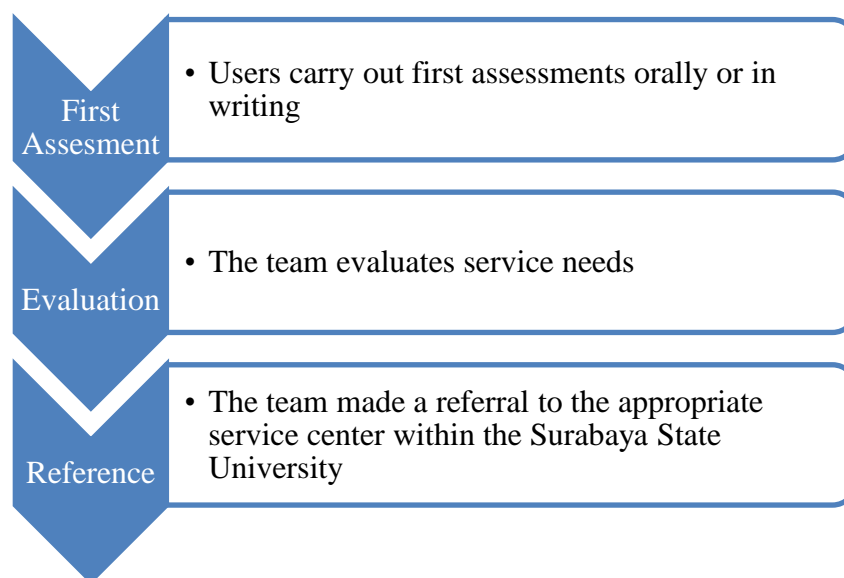 First
Assesment
• Users carry out first assessments orally or in
writing
Evaluation
• The team evaluates service needs
Reference
• The team made a referral to the appropriate
service center within the Surabaya State
University